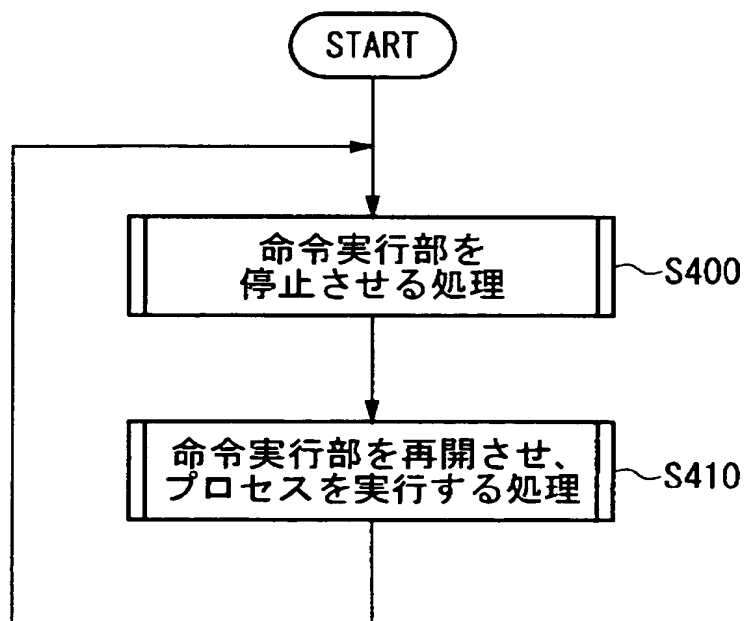 START
命令実行部を
停止させる処理
S400
命令実行部を再開させ、
プロセスを実行する処理
S410